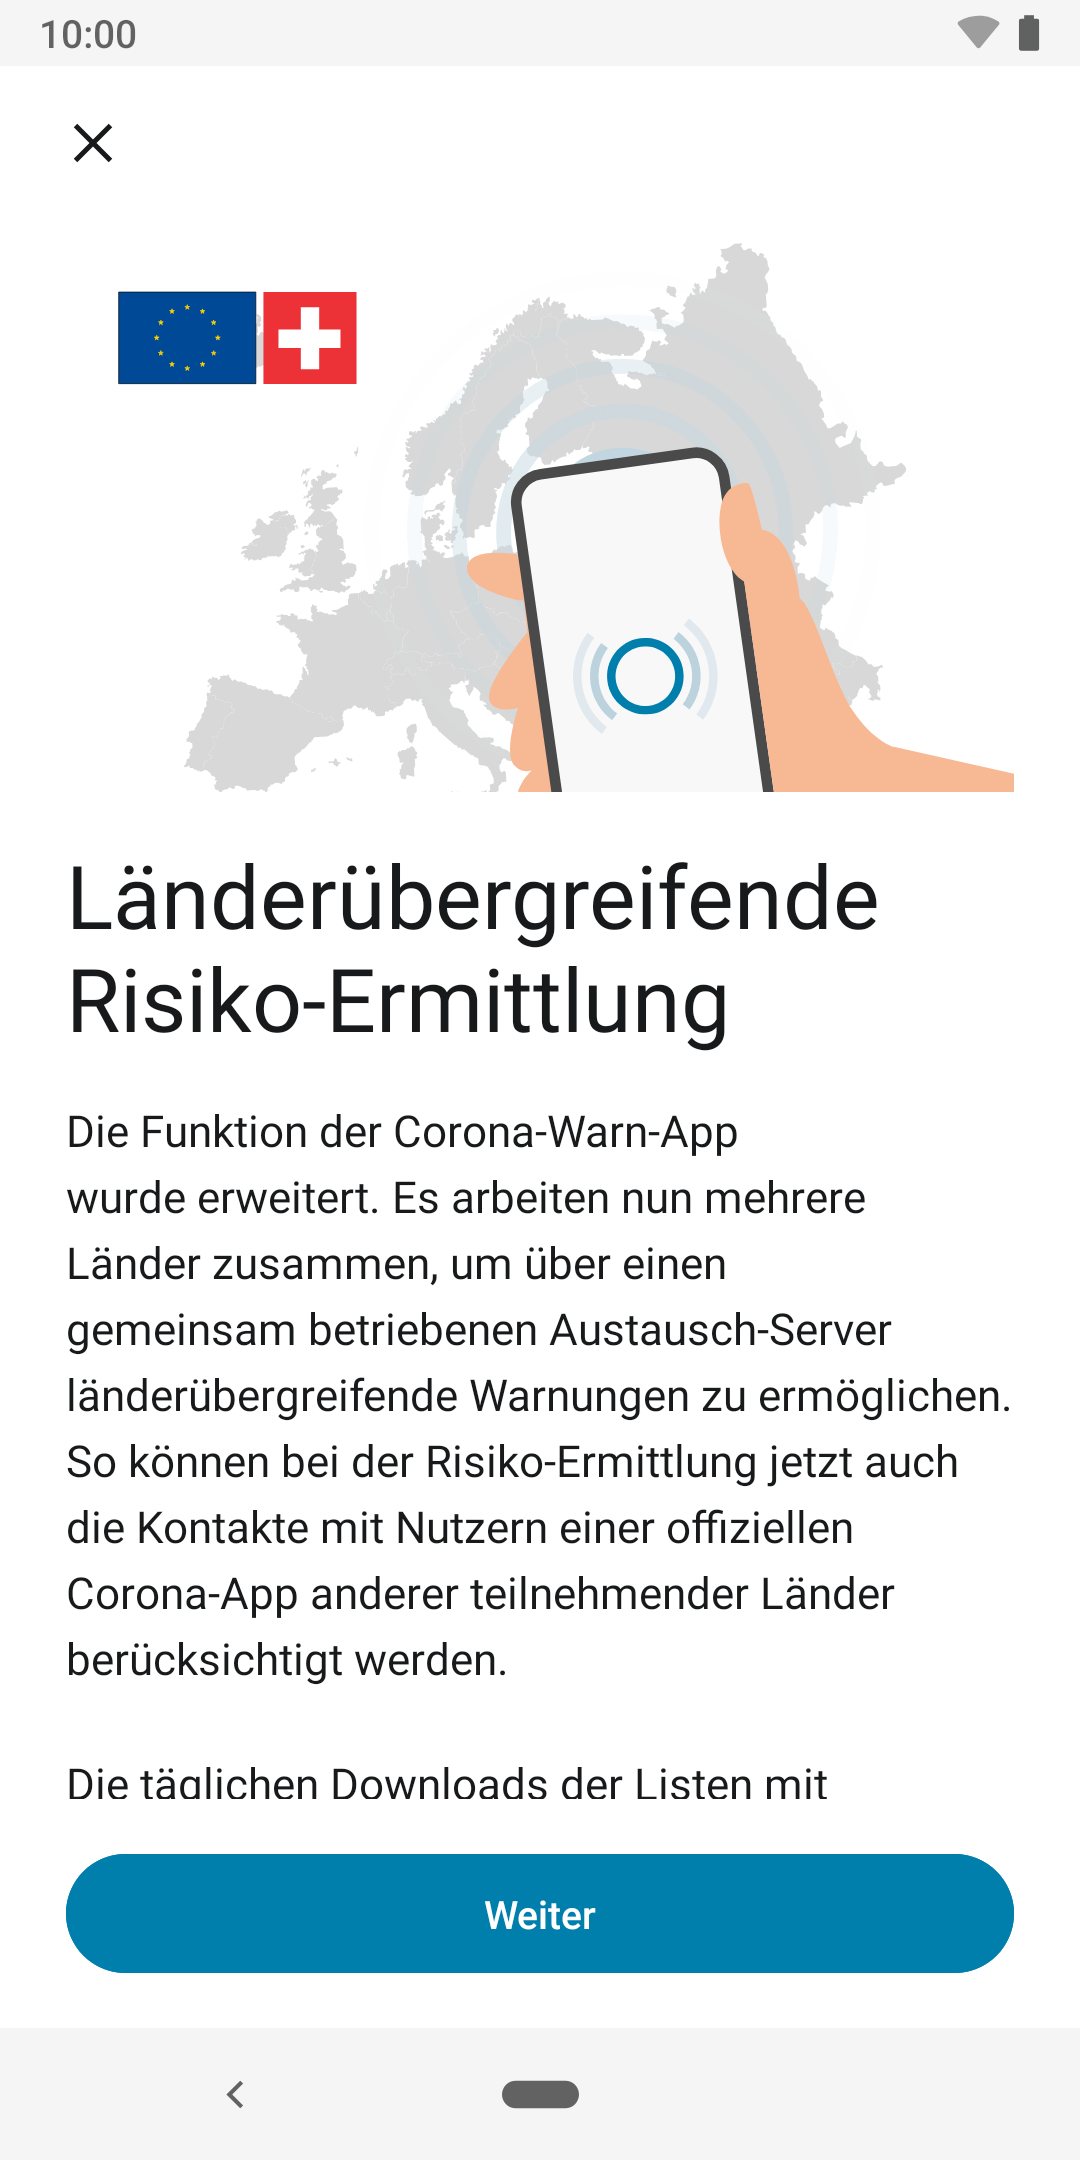 10:00
Länderübergreifende
Risiko-Ermittlung
Die Funktion der Corona-Warn-App
wurde erweitert. Es arbeiten nun mehrere
Länder zusammen, um über einen
gemeinsam betriebenen Austausch-Server
länderübergreifende Warnungen zu ermöglichen.
So können bei der Risiko-Ermittlung jetzt auch
die Kontakte mit Nutzern einer offiziellen
Corona-App anderer teilnehmender Länder
berücksichtigt werden.
Die täglichen Downloads der Listen mit
Weiter